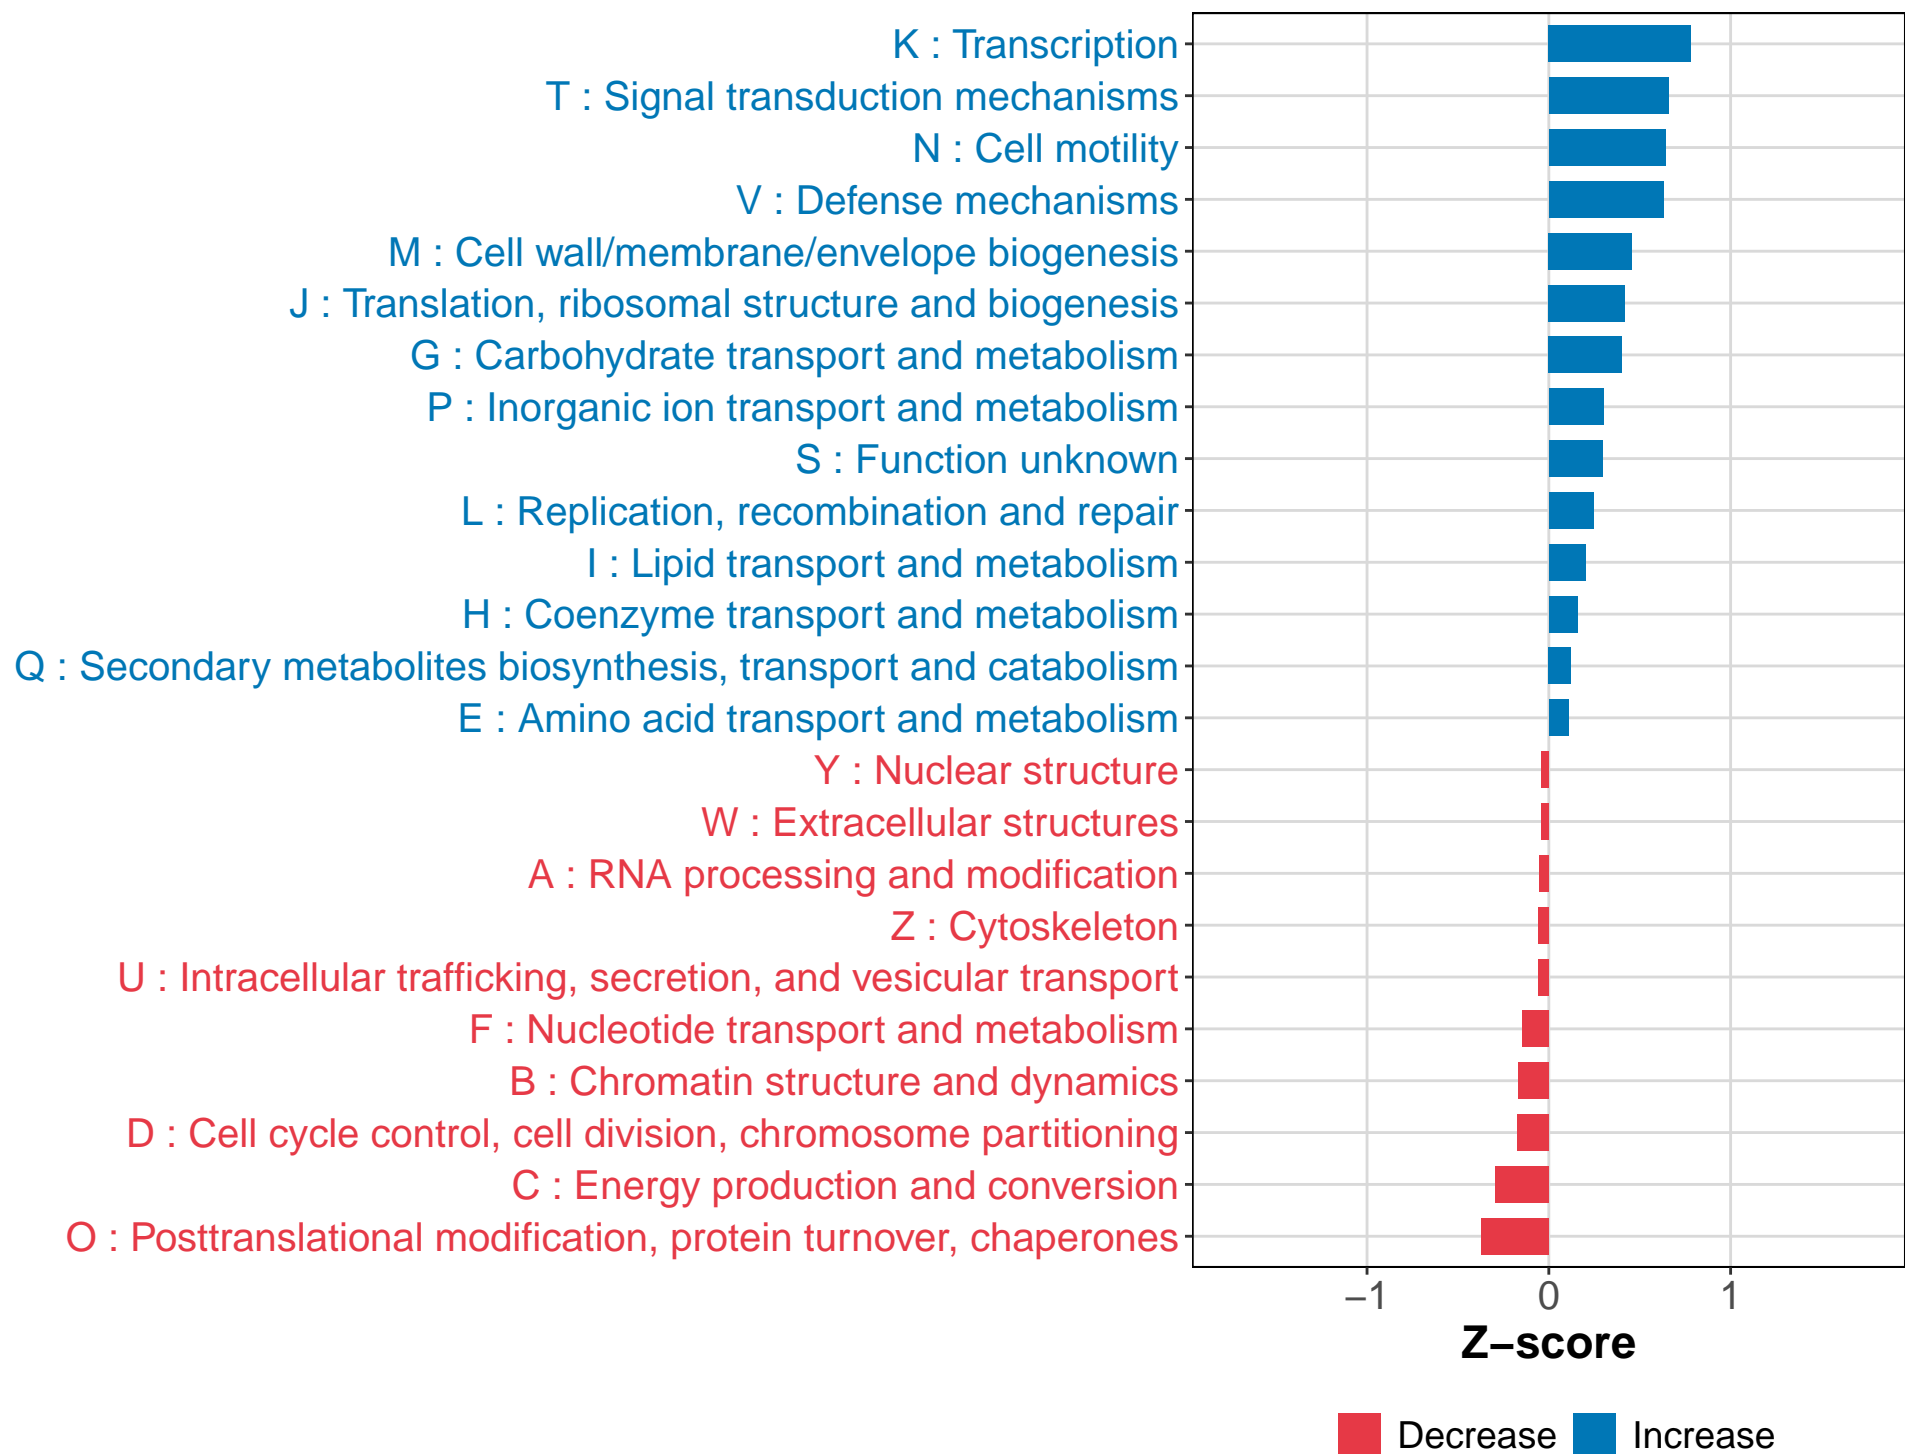 K : Transcription
T : Signal transduction mechanisms
N : Cell motility
V : Defense mechanisms
M : Cell wall/membrane/envelope biogenesis
J : Translation, ribosomal structure and biogenesis
G : Carbohydrate transport and metabolism
P : Inorganic ion transport and metabolism
S : Function unknown
L : Replication, recombination and repair
I : Lipid transport and metabolism
H : Coenzyme transport and metabolism
Q : Secondary metabolites biosynthesis, transport and catabolism
E : Amino acid transport and metabolism
Y : Nuclear structure
W : Extracellular structures
A : RNA processing and modification
Z : Cytoskeleton
U : Intracellular trafficking, secretion, and vesicular transport
F : Nucleotide transport and metabolism
B : Chromatin structure and dynamics
D : Cell cycle control, cell division, chromosome partitioning
C : Energy production and conversion
O : Posttranslational modification, protein turnover, chaperones
−1 0 1
Z−score
Decrease Increase